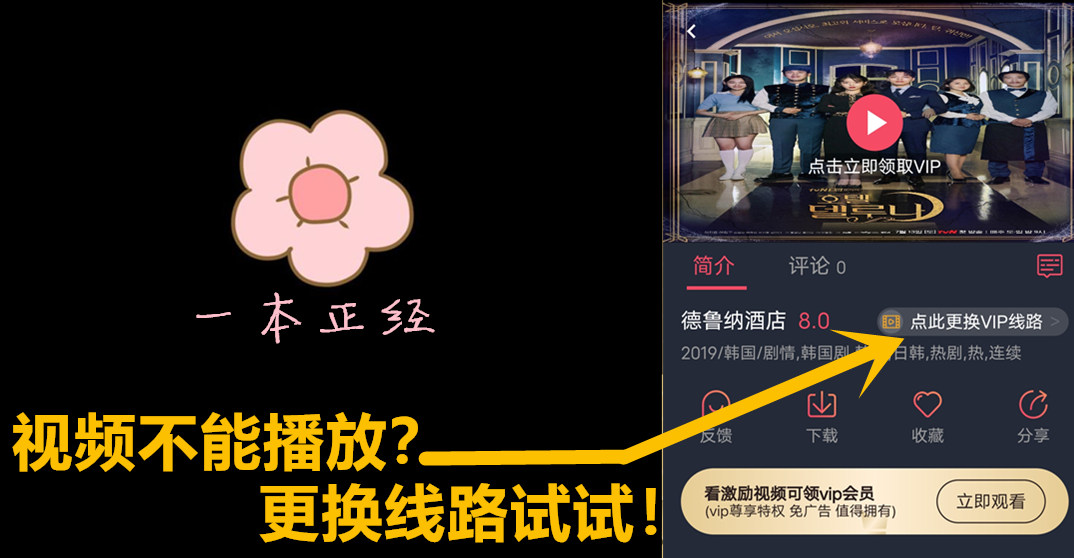 一本正经
视频不能播放？
更换线路试试！
点击立即领取VIP
호텔
델루나
简介
评论 0
德鲁纳酒店 8.0
点此更换VIP线路 >
2019/韩国/剧情,韩国剧,日韩,热剧,热,连续
反馈
下载
收藏
分享
看激励视频可领vip会员
(vip尊享特权 免广告 值得拥有)
立即观看